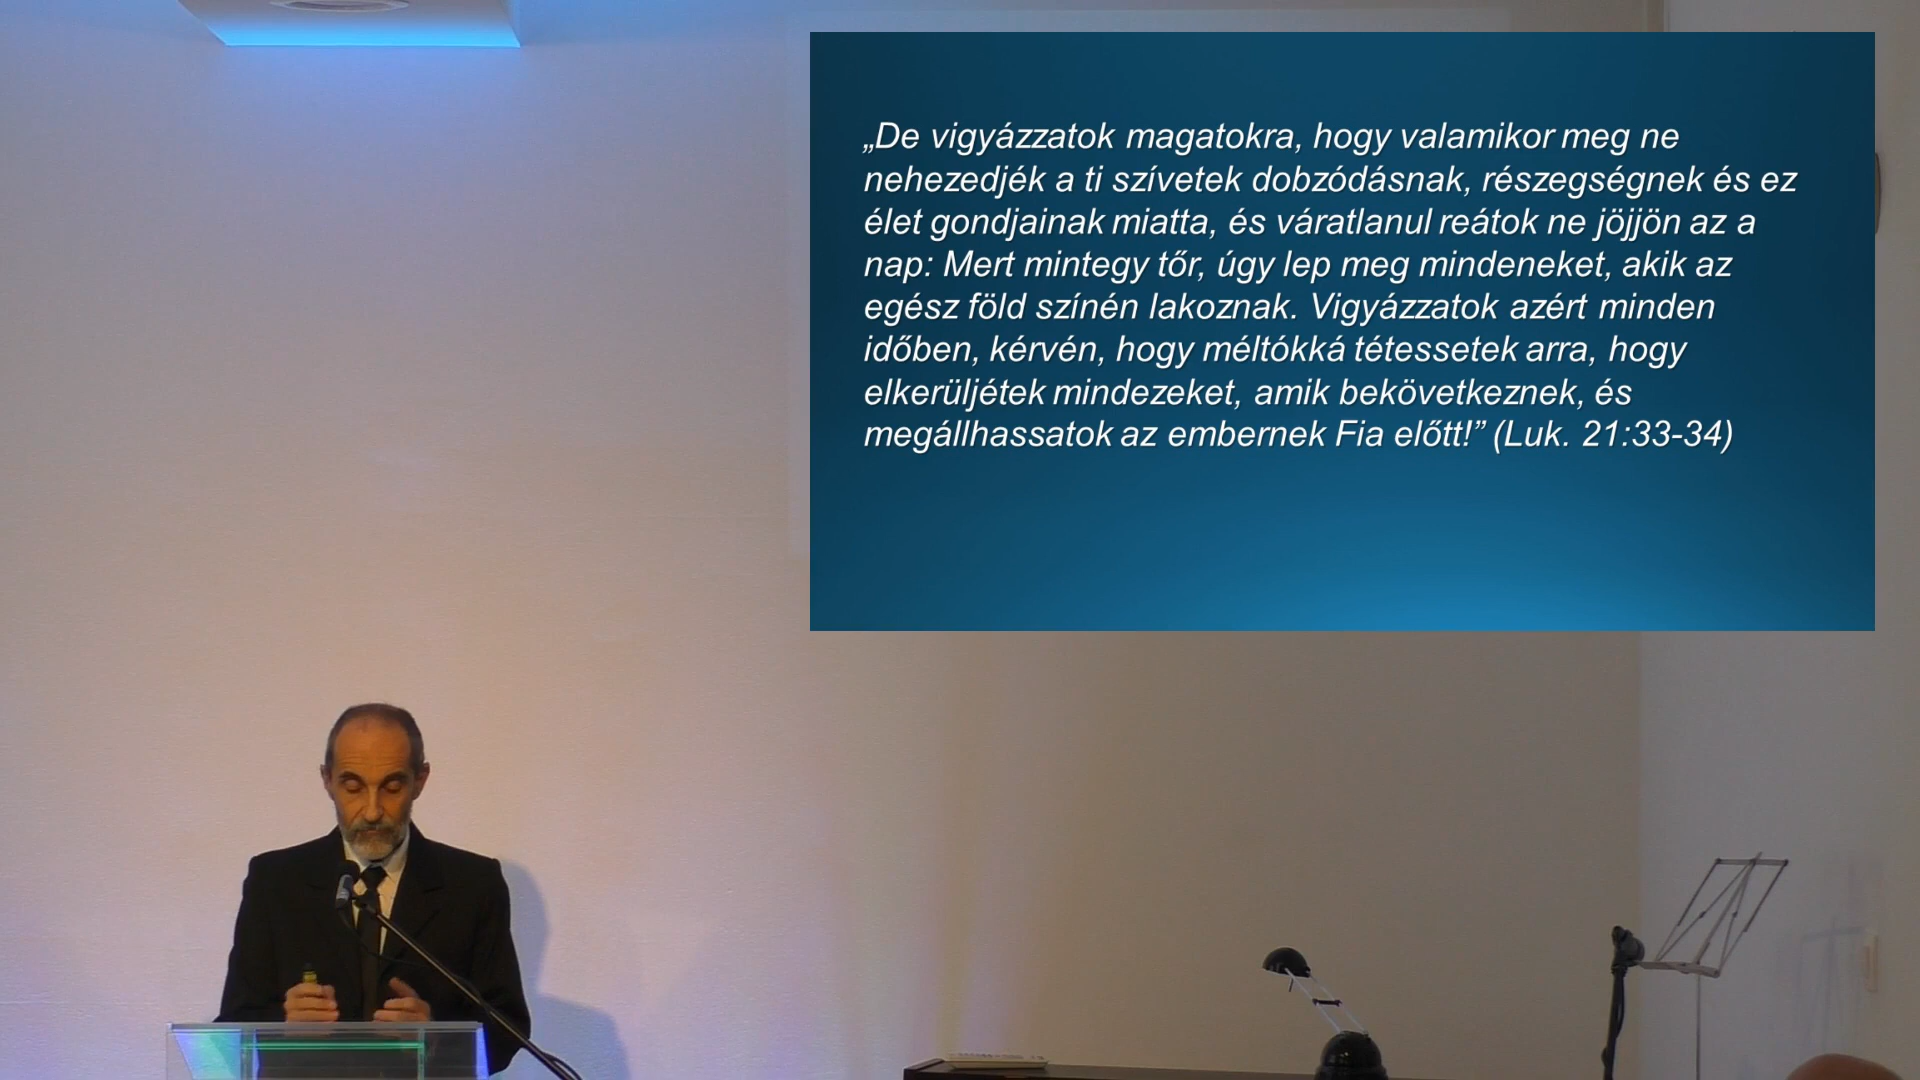 „De vigyázzatok magatokra, hogy valamikor meg ne
nehezedjék a ti szívetek dobzódásnak, részegségnek és ez
élet gondjainak miatta, és váratlanul reátok ne jöjjön az a
nap: Mert mintegy tőr, úgy lep meg mindeneket, akik az
egész föld színén lakoznak. Vigyázzatok azért minden
időben, kérvén, hogy méltókká tétessetek arra, hogy
elkerüljétek mindezeket, amik bekövetkeznek, és
megállhassatok az embernek Fia előtt!” (Luk. 21:33-34)